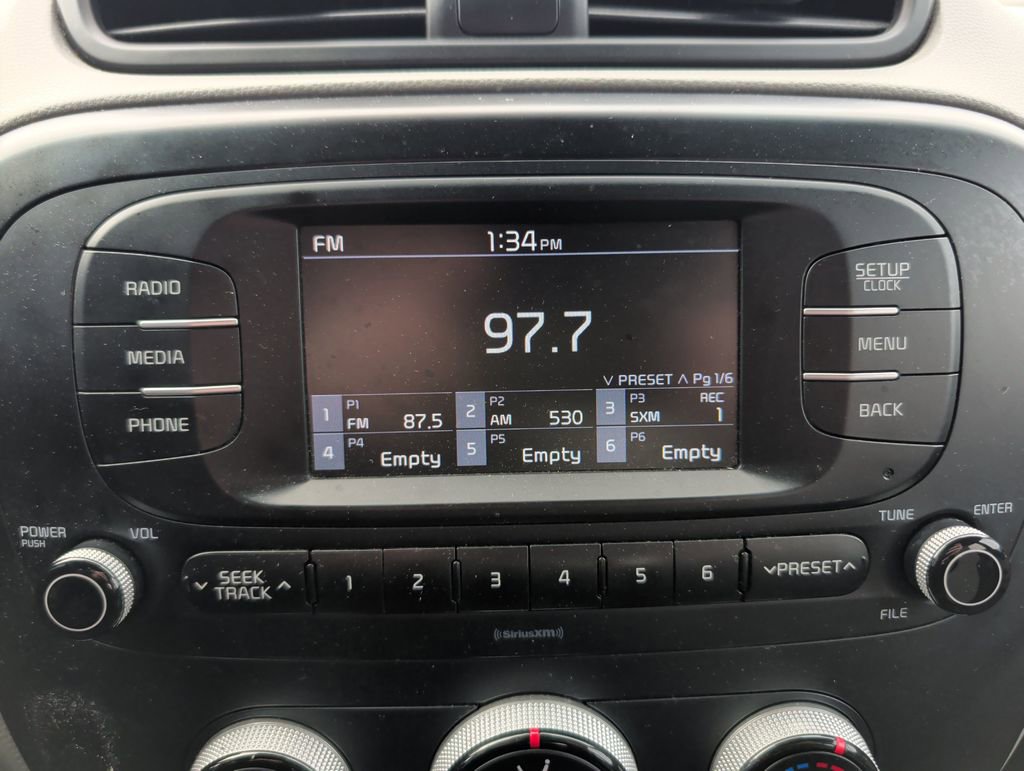 FM 1:34 PM
97.7
∨ PRESET ∧ Pg 1/6
1 P1 FM 87.5
2 P2 AM 530
3 P3 REC SXM 1
4 P4 Empty
5 P5 Empty
6 P6 Empty
RADIO
MEDIA
PHONE
SETUP
CLOCK
MENU
BACK
POWER
PUSH
VOL
∨ SEEK ∧
TRACK
1 2 3 4 5 6
∨PRESET∧
TUNE
ENTER
FILE
((SiriusXM))